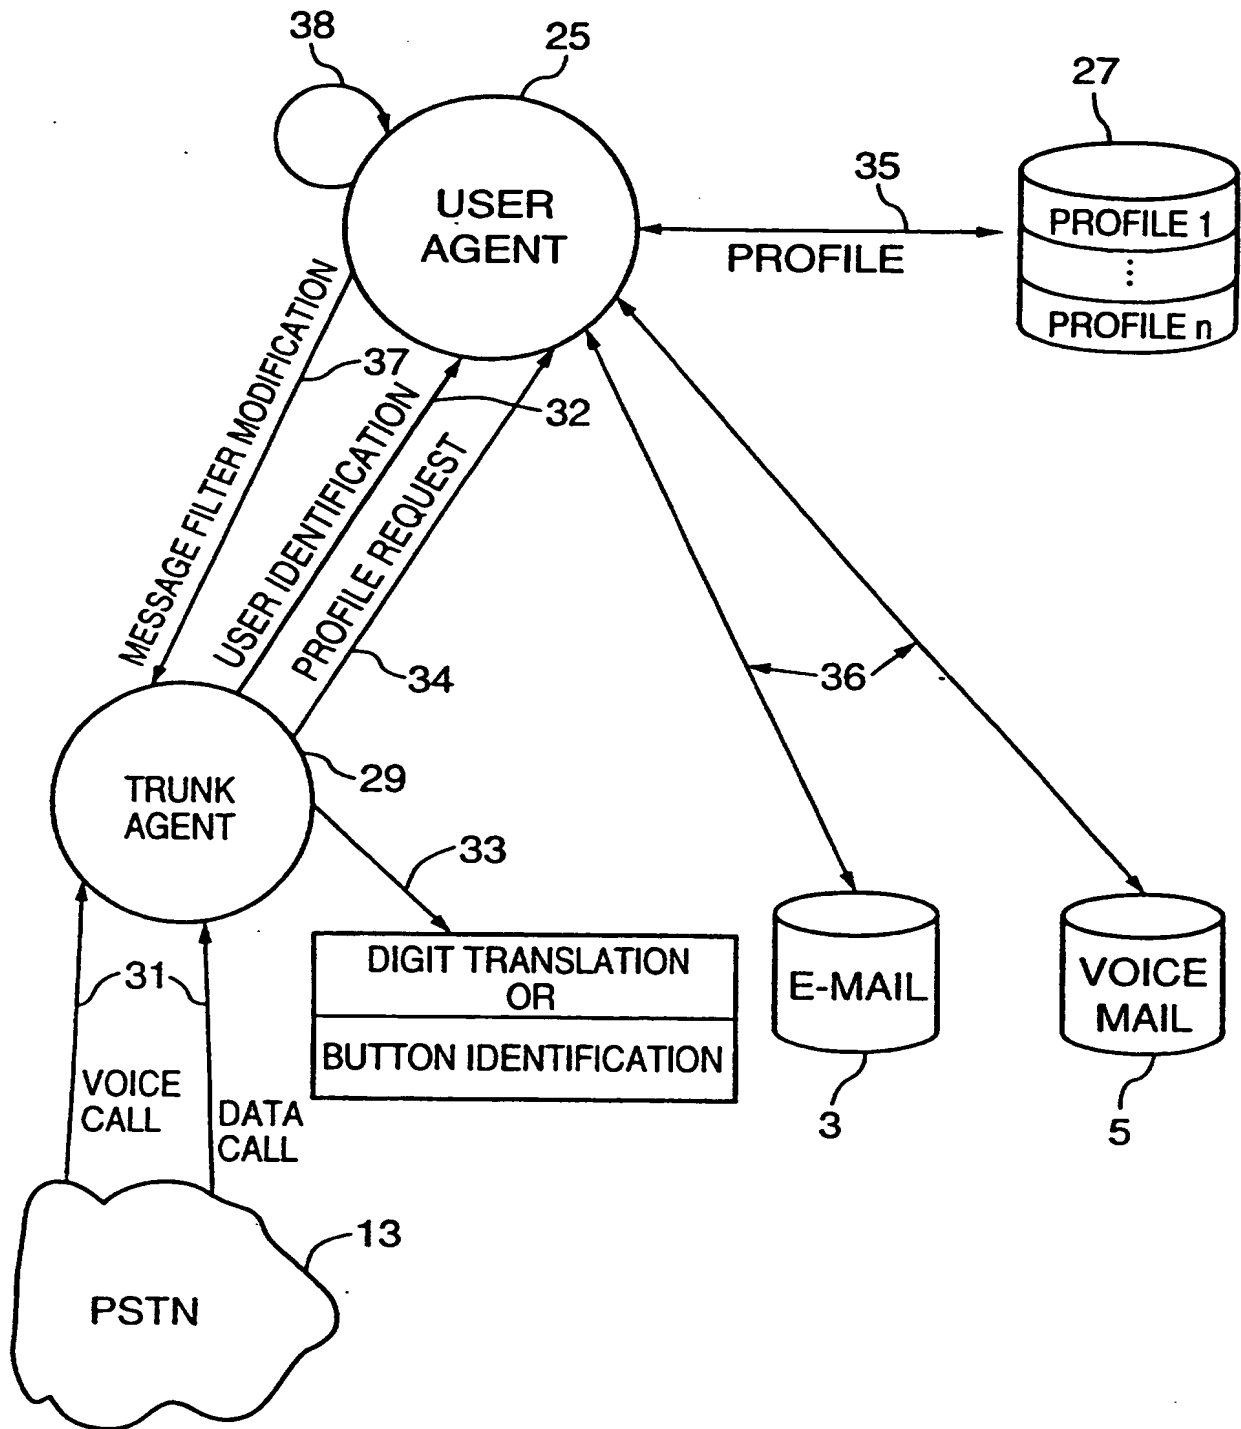 38
25
27
USER
AGENT
35
PROFILE
PROFILE 1
PROFILE n
MESSAGE FILTER MODIFICATION
37
USER IDENTIFICATION
32
PROFILE REQUEST
34
36
TRUNK
AGENT
29
33
DIGIT TRANSLATION
OR
BUTTON IDENTIFICATION
E-MAIL
3
VOICE
MAIL
5
31
VOICE
CALL
DATA
CALL
13
PSTN